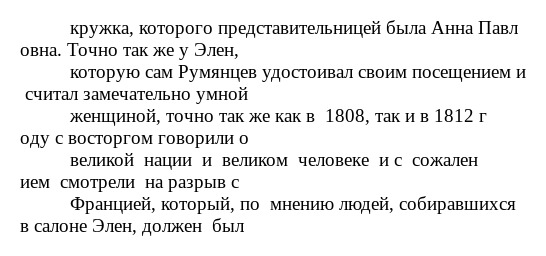 кружка, которого представительницей была Анна Павл
овна. Точно так же у Элен,
которую сам Румянцев удостоивал своим посещением и
считал замечательно умной
женщиной, точно так же как в  1808, так и в 1812 г
оду с восторгом говорили о
великой  нации  и  великом  человеке  и с  сожален
ием  смотрели  на разрыв с
Францией, который, по  мнению людей, собиравшихся
в салоне Элен, должен  был